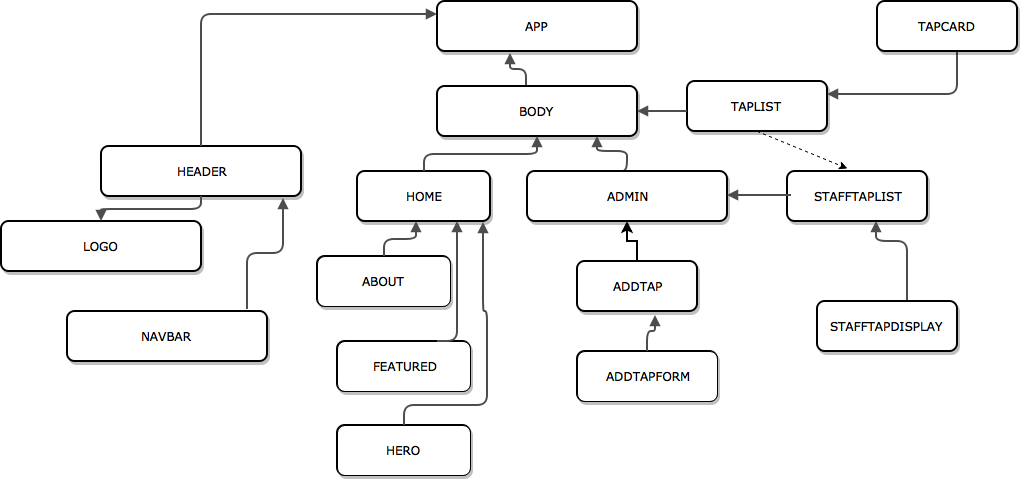 APP
TAPCARD
BODY
TAPLIST
HEADER
HOME
ADMIN
STAFFTAPLIST
LOGO
ABOUT
ADDTAP
NAVBAR
STAFFTAPDISPLAY
FEATURED
ADDTAPFORM
HERO